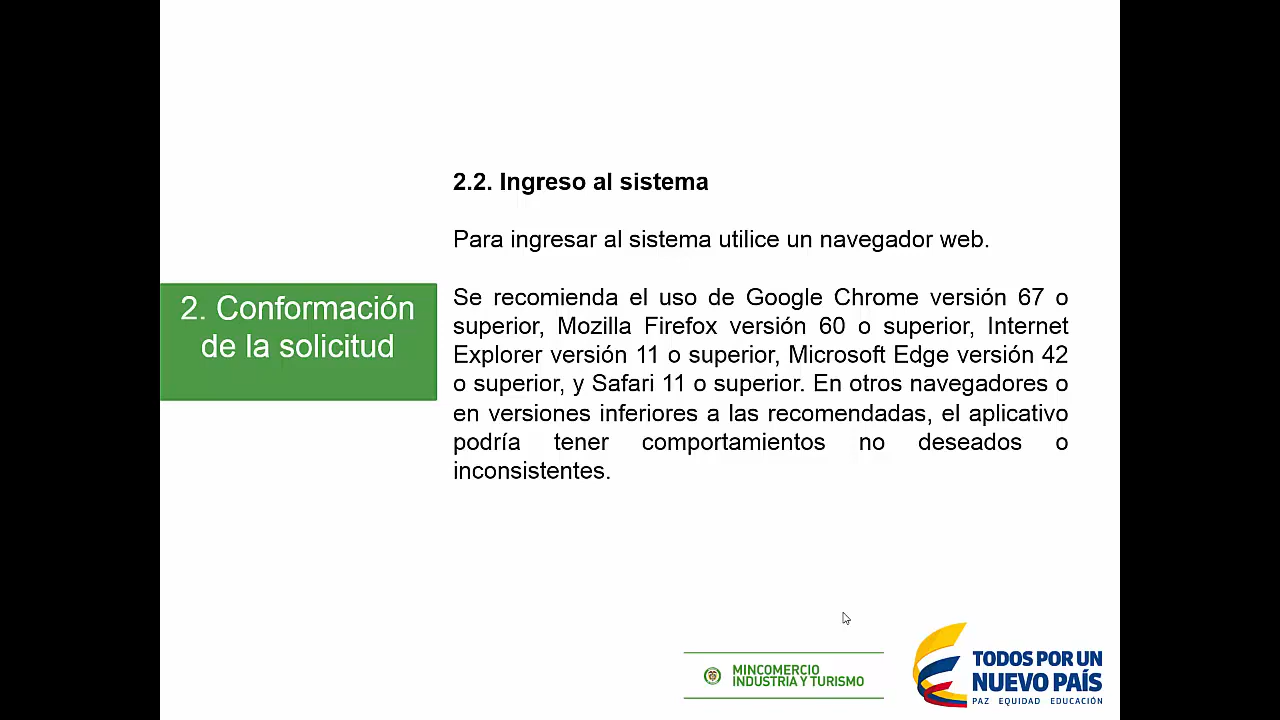 2.2. Ingreso al sistema
Para ingresar al sistema utilice un navegador web.
2. Conformación
de la solicitud
Se recomienda el uso de Google Chrome versión 67 o
superior, Mozilla Firefox versión 60 o superior, Internet
Explorer versión 11 o superior, Microsoft Edge versión 42
o superior, y Safari 11 o superior. En otros navegadores o
en versiones inferiores a las recomendadas, el aplicativo
podría tener comportamientos no deseados o
inconsistentes.
MINCOMERCIO
INDUSTRIA Y TURISMO
TODOS POR UN
NUEVO PAÍS
PAZ EQUIDAD EDUCACIÓN